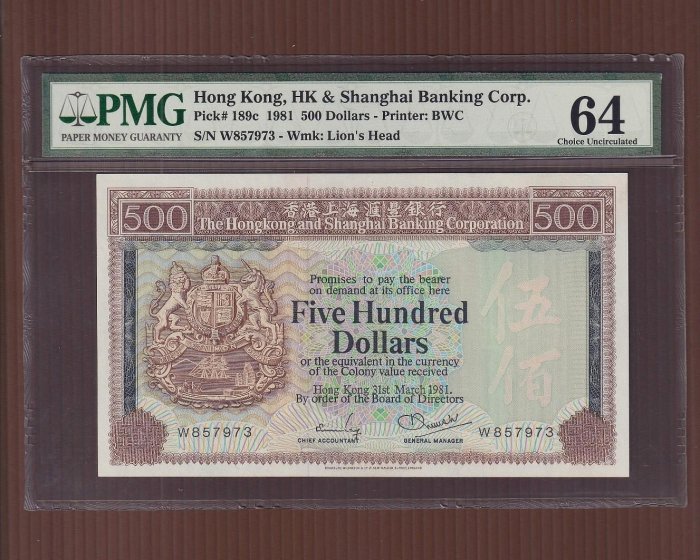 PMG
PAPER MONEY GUARANTY
Hong Kong, HK & Shanghai Banking Corp.
Pick# 189c 1981 500 Dollars - Printer: BWC
S/N W857973 - Wmk: Lion's Head
64
Choice Uncirculated
500
香港上海滙豐銀行
The Hongkong and Shanghai Banking Corporation
500
Promises to pay the bearer
on demand at its office here
Five Hundred
Dollars
or the equivalent in the currency
of the Colony value received
Hong Kong 31st March 1981.
By order of the Board of Directors
伍佰
W857973
CHIEF ACCOUNTANT
GENERAL MANAGER
W857973